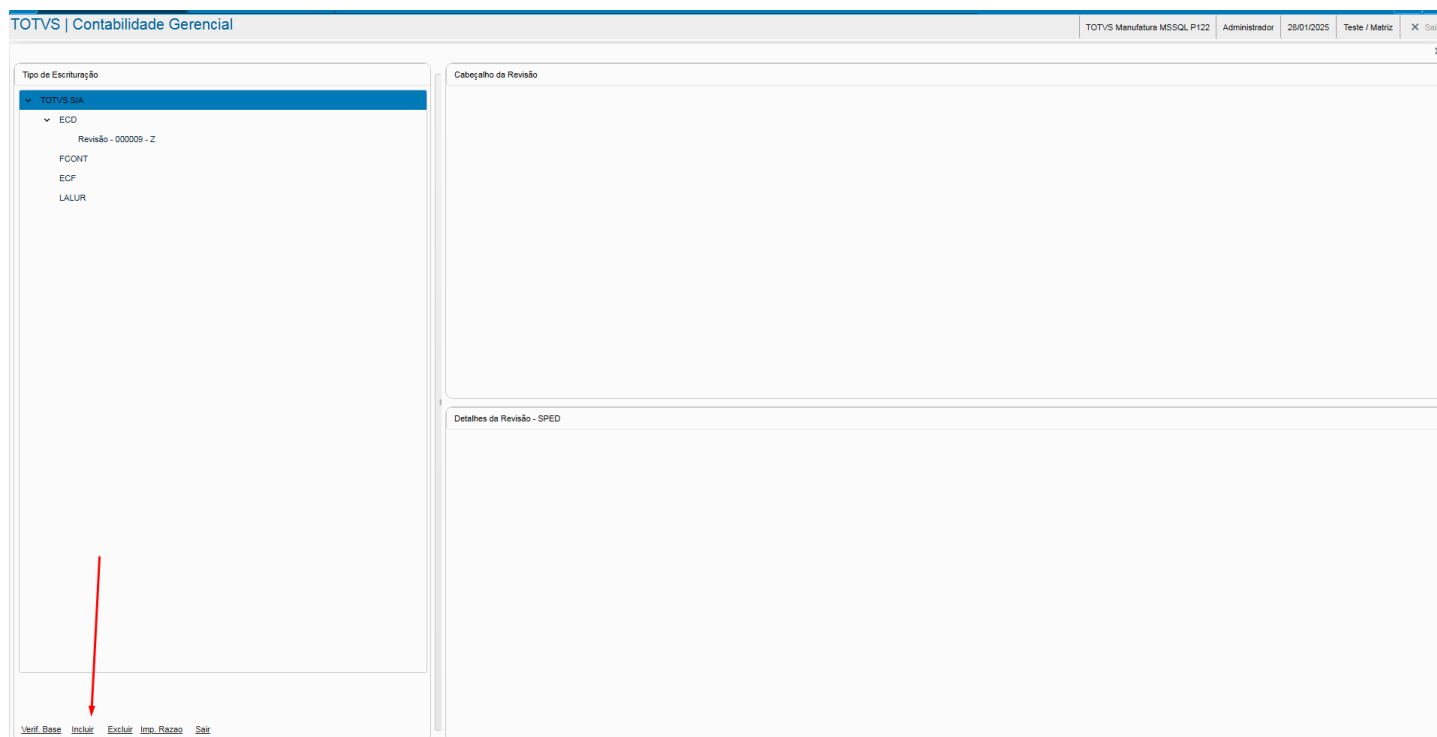 TOTVS | Contabilidade Gerencial
TOTVS Manufatura MSSQL P122 Administrador 28/01/2025 Teste / Matriz X Sai
Tipo de Escrituração
TOTVS S/A
ECD
Revisão - 000009 - Z
FCONT
ECF
LALUR
Verif. Base Incluir Excluir Imp. Razao Sair
Cabeçalho da Revisão
Detalhes da Revisão - SPED